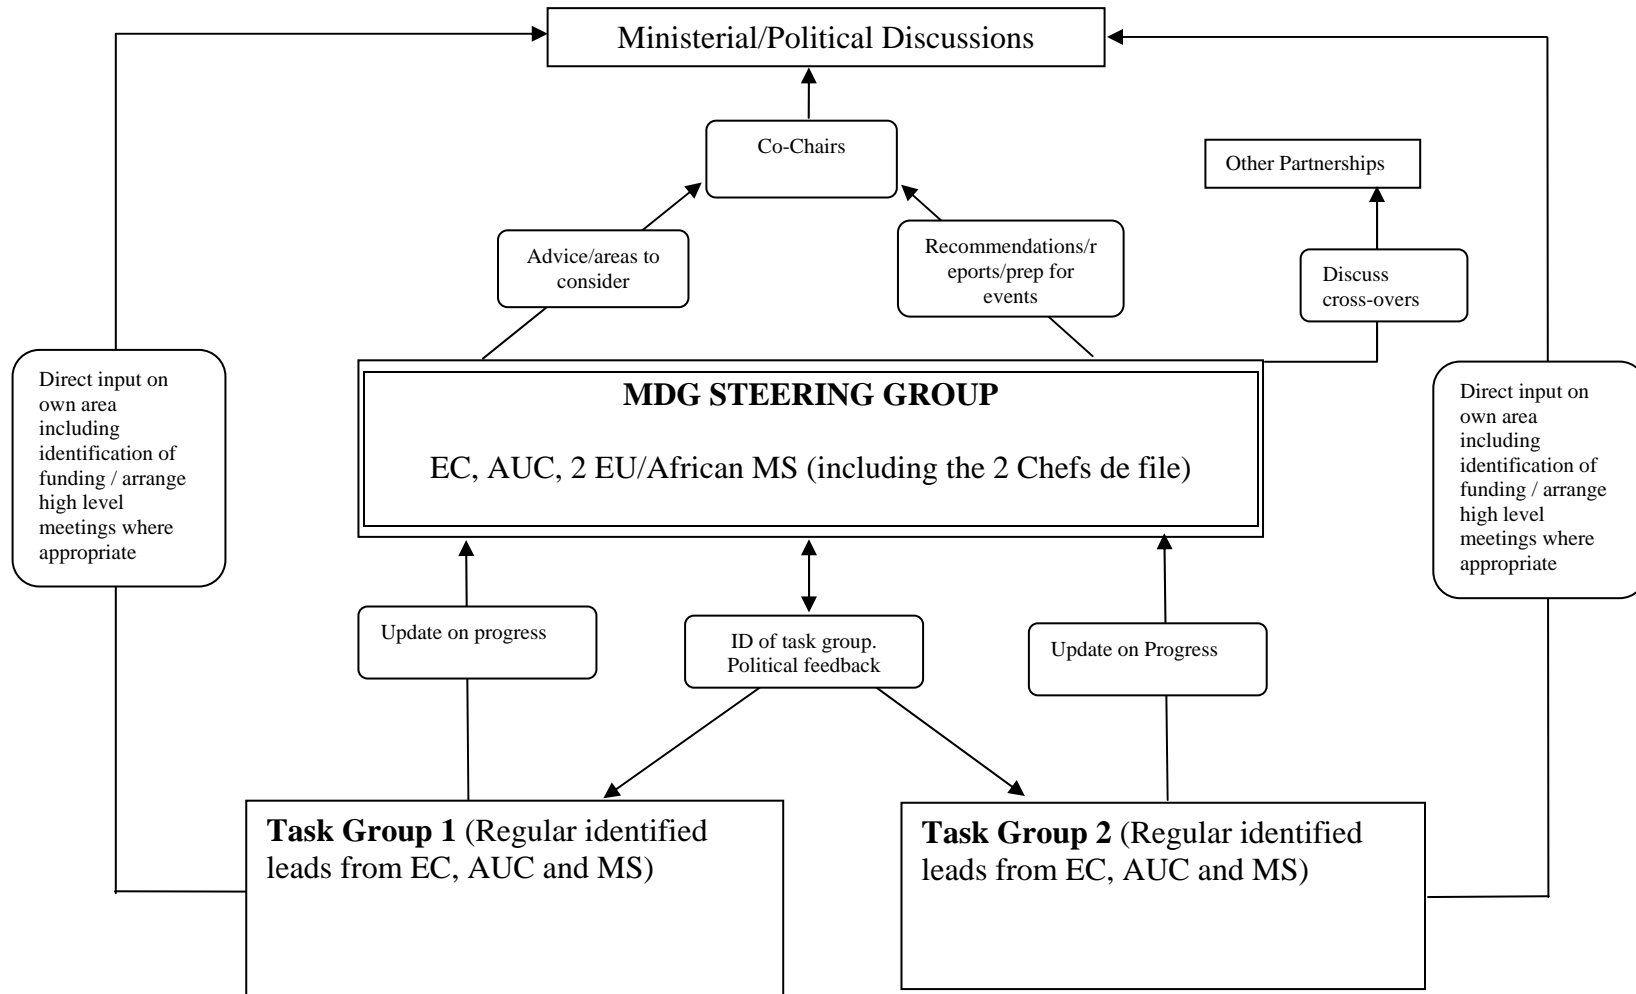 Ministerial/Political Discussions
Co-Chairs
Other Partnerships
Advice/areas to
consider
Recommendations/r
eports/prep for
events
Discuss
cross-overs
Direct input on
own area
including
identification of
funding / arrange
high level
meetings where
appropriate
MDG STEERING GROUP
EC, AUC, 2 EU/African MS (including the 2 Chefs de file)
Direct input on
own area
including
identification of
funding / arrange
high level
meetings where
appropriate
Update on progress
ID of task group.
Political feedback
Update on Progress
Task Group 1 (Regular identified
leads from EC, AUC and MS)
Task Group 2 (Regular identified
leads from EC, AUC and MS)